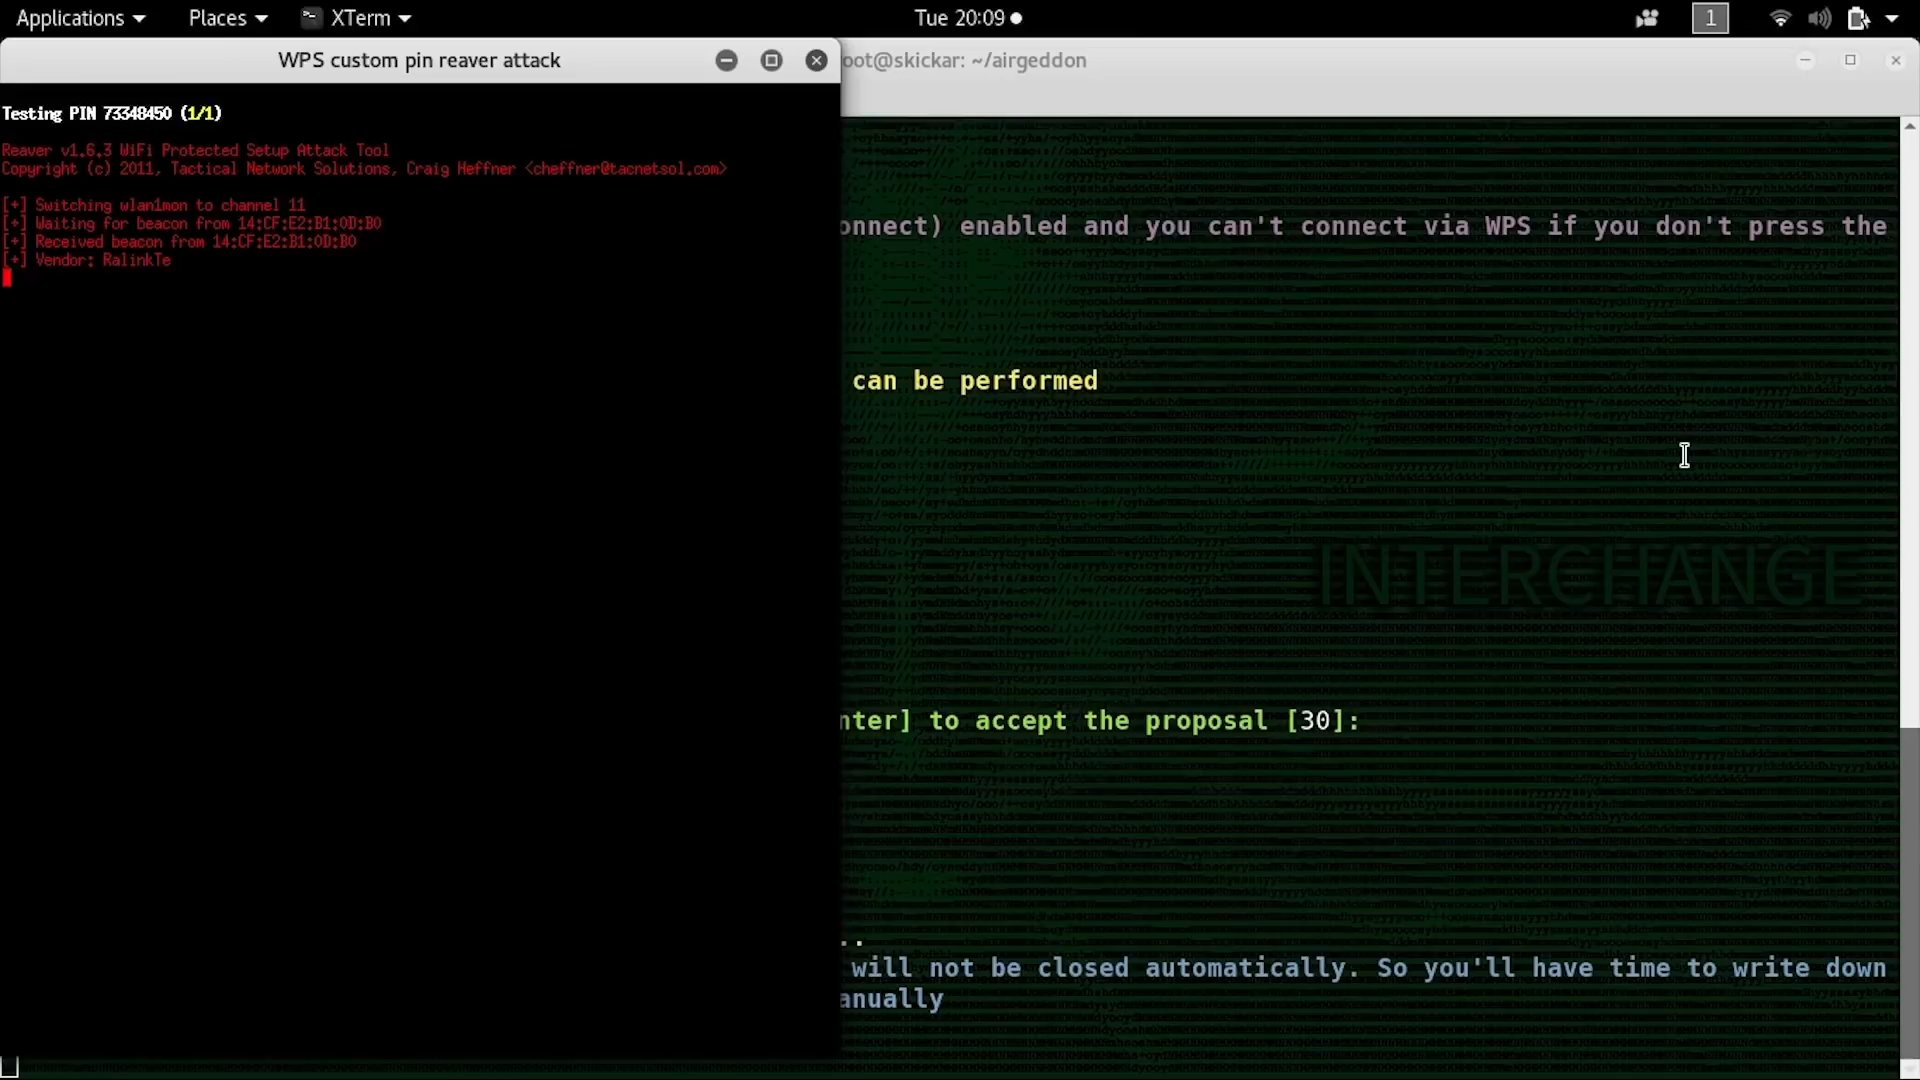 Applications Places XTerm Tue 20:09 1
WPS custom pin reaver attack
oot@skickar: ~/airgeddon
Testing PIN 73348450 (1/1)
Reaver v1.6.3 WiFi Protected Setup Attack Tool
Copyright (c) 2011, Tactical Network Solutions, Craig Heffner <cheffner@tacnetsol.com>
[+] Switching wlan1mon to channel 11
[+] Waiting for beacon from 14:CF:E2:B1:0D:B0
[+] Received beacon from 14:CF:E2:B1:0D:B0
[+] Vendor: RalinkTe
onnect) enabled and you can't connect via WPS if you don't press the
can be performed
INTERCHANGE
nter] to accept the proposal [30]:
..
will not be closed automatically. So you'll have time to write down
anually